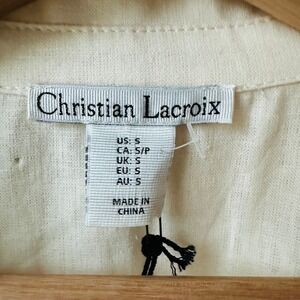 Christian Lacroix
US: S
CA: S/P
UK: S
EU: S
AU: S
MADE IN
CHINA